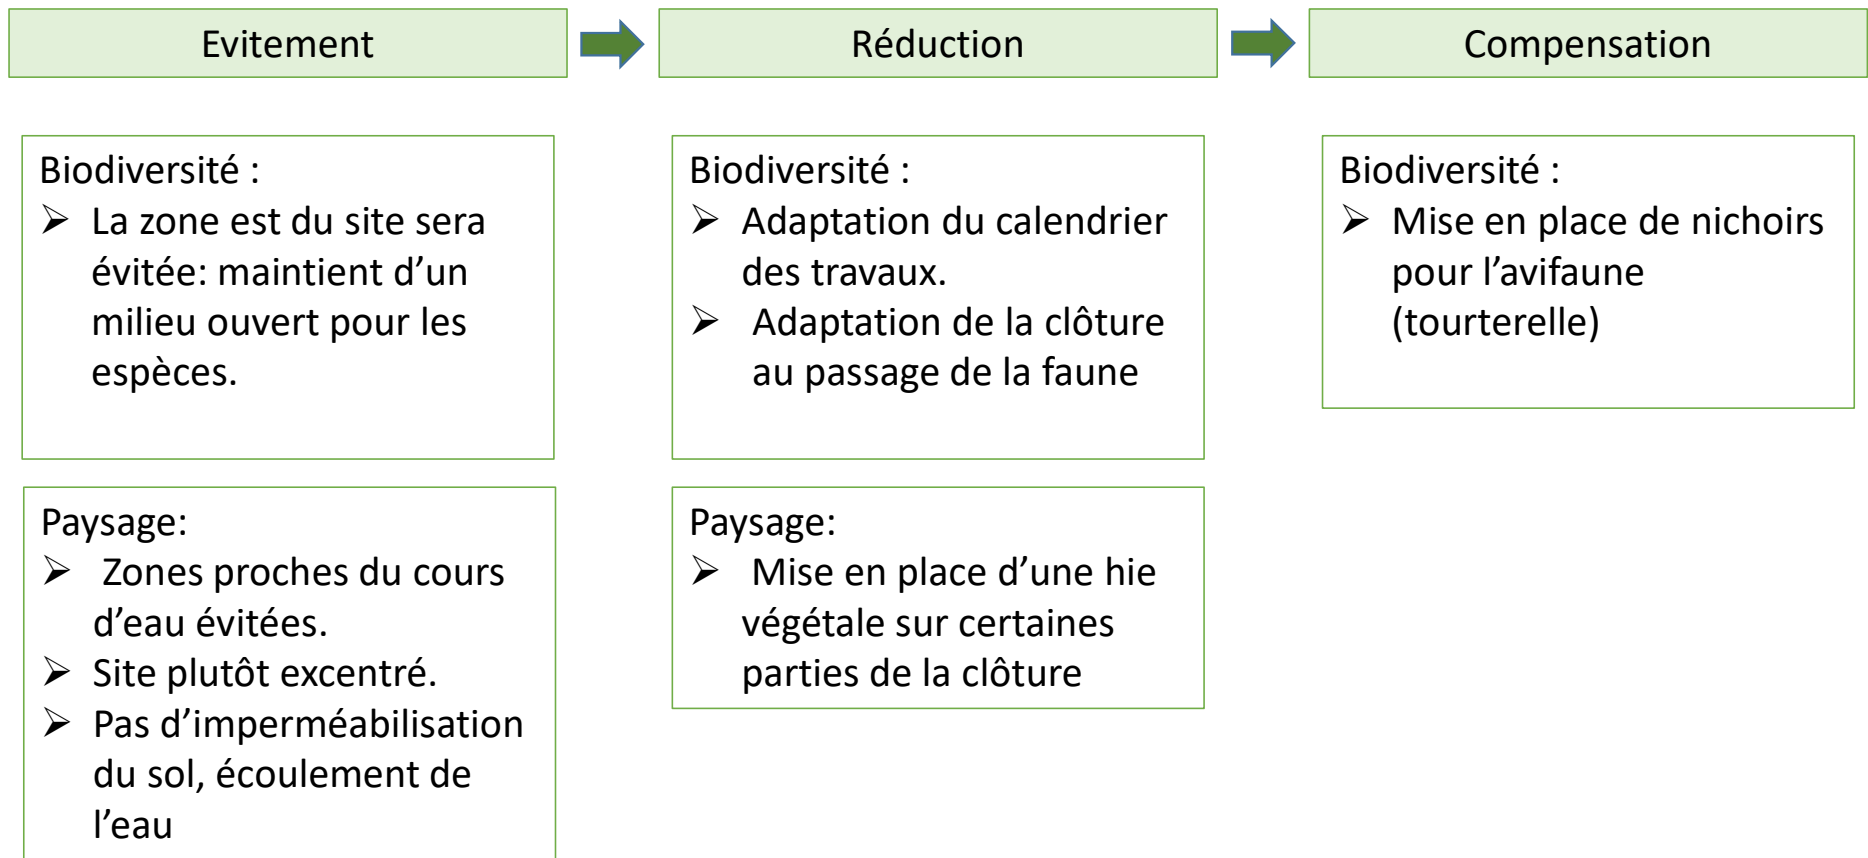 Evitement
Réduction
Compensation
Biodiversité :
➢ La zone est du site sera
évitée: maintient d’un
milieu ouvert pour les
espèces.
Biodiversité :
➢ Adaptation du calendrier
des travaux.
➢ Adaptation de la clôture
au passage de la faune
Biodiversité :
➢ Mise en place de nichoirs
pour l’avifaune
(tourterelle)
Paysage:
➢ Zones proches du cours
d’eau évitées.
➢ Site plutôt excentré.
➢ Pas d’imperméabilisation
du sol, écoulement de
l’eau
Paysage:
➢ Mise en place d’une hie
végétale sur certaines
parties de la clôture